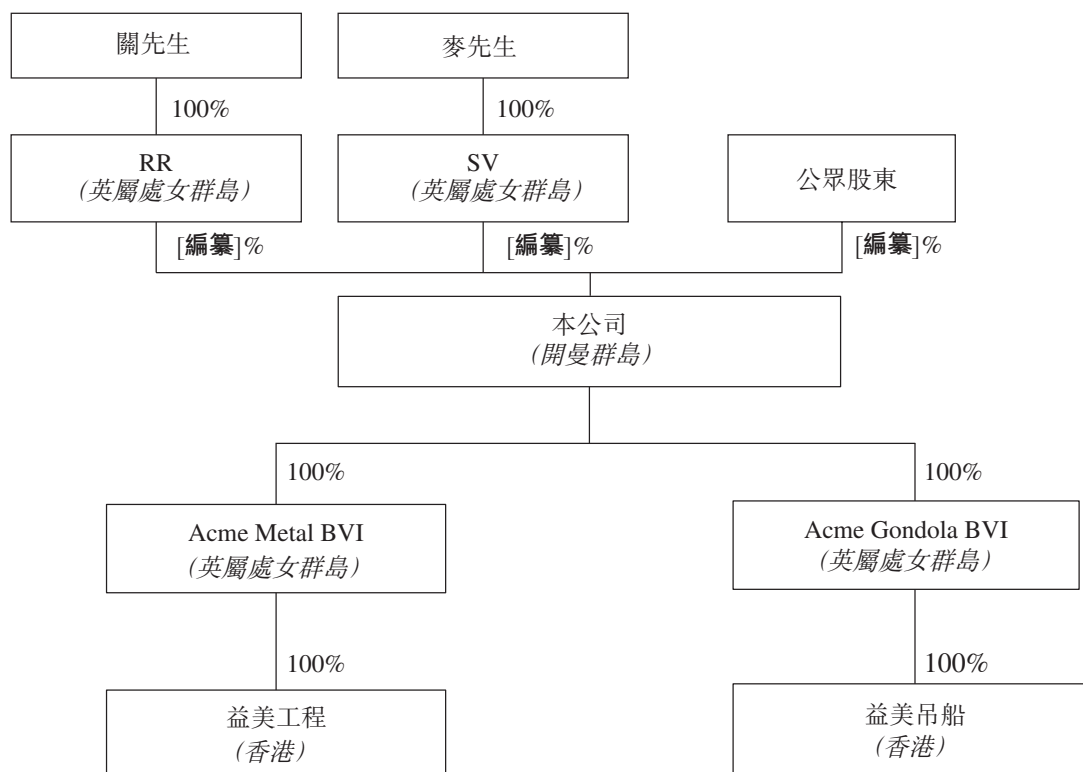 關先生
麥先生
100%
100%
RR
(英屬處女群島)
SV
(英屬處女群島)
公眾股東
[編纂]%
[編纂]%
[編纂]%
本公司
(開曼群島)
100%
100%
Acme Metal BVI
(英屬處女群島)
Acme Gondola BVI
(英屬處女群島)
100%
100%
益美工程
(香港)
益美吊船
(香港)